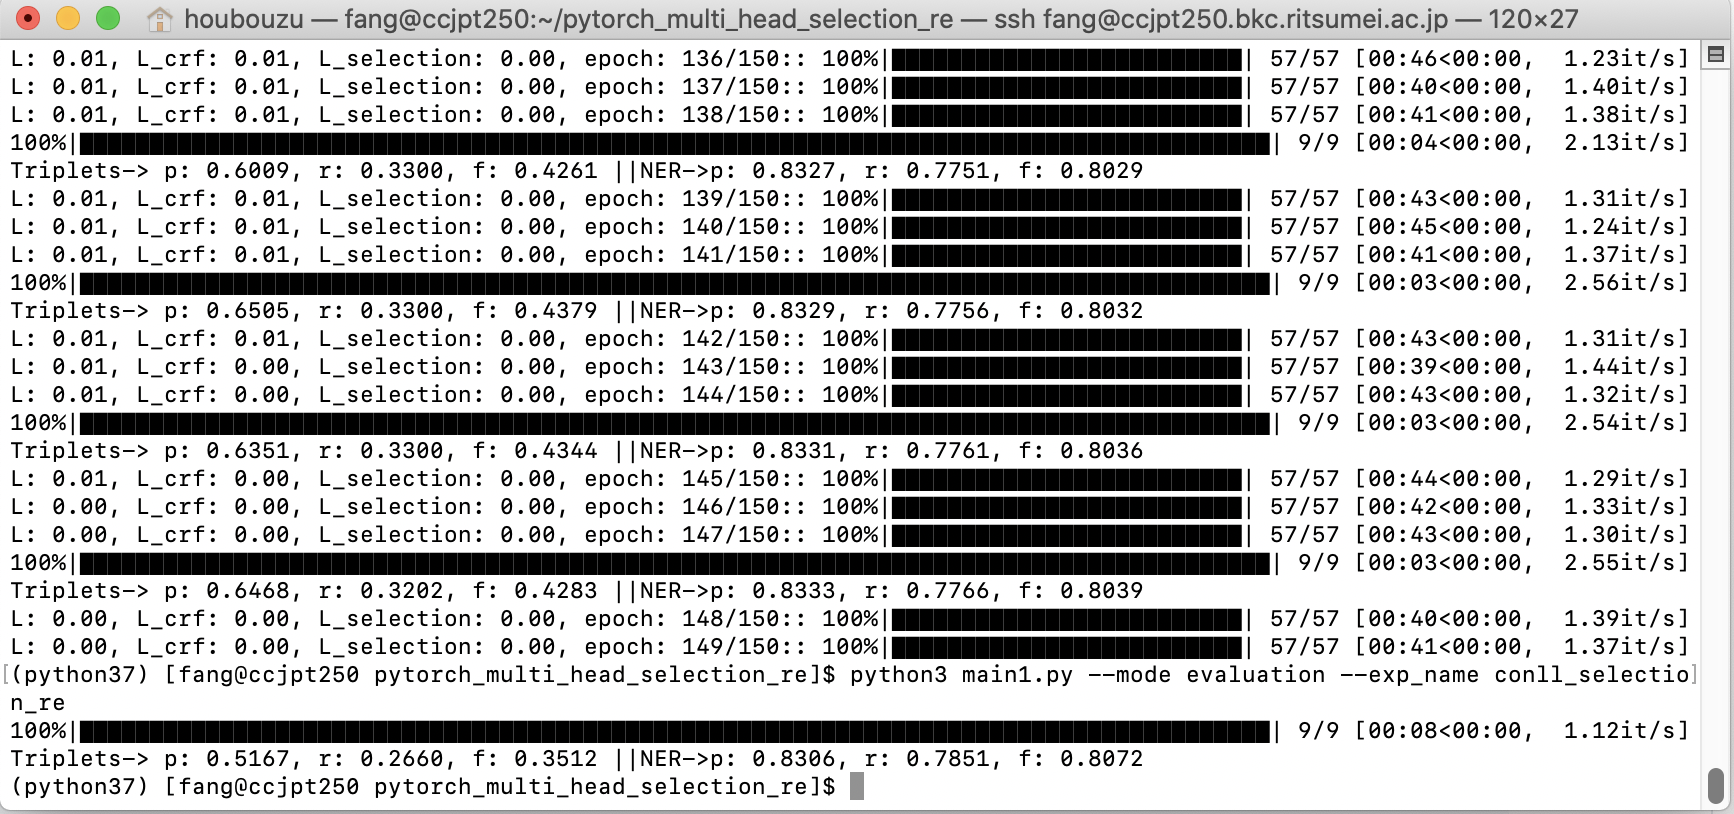 houbouzu — fang@ccjpt250:~/pytorch_multi_head_selection_re — ssh fang@ccjpt250.bkc.ritsumei.ac.jp — 120×27
L: 0.01, L_crf: 0.01, L_selection: 0.00, epoch: 136/150:: 100%|| 57/57 [00:46<00:00, 1.23it/s]
L: 0.01, L_crf: 0.01, L_selection: 0.00, epoch: 137/150:: 100%|| 57/57 [00:40<00:00, 1.40it/s]
L: 0.01, L_crf: 0.01, L_selection: 0.00, epoch: 138/150:: 100%|| 57/57 [00:41<00:00, 1.38it/s]
100%|| 9/9 [00:04<00:00, 2.13it/s]
Triplets-> p: 0.6009, r: 0.3300, f: 0.4261 ||NER->p: 0.8327, r: 0.7751, f: 0.8029
L: 0.01, L_crf: 0.01, L_selection: 0.00, epoch: 139/150:: 100%|| 57/57 [00:43<00:00, 1.31it/s]
L: 0.01, L_crf: 0.01, L_selection: 0.00, epoch: 140/150:: 100%|| 57/57 [00:45<00:00, 1.24it/s]
L: 0.01, L_crf: 0.01, L_selection: 0.00, epoch: 141/150:: 100%|| 57/57 [00:41<00:00, 1.37it/s]
100%|| 9/9 [00:03<00:00, 2.56it/s]
Triplets-> p: 0.6505, r: 0.3300, f: 0.4379 ||NER->p: 0.8329, r: 0.7756, f: 0.8032
L: 0.01, L_crf: 0.01, L_selection: 0.00, epoch: 142/150:: 100%|| 57/57 [00:43<00:00, 1.31it/s]
L: 0.01, L_crf: 0.00, L_selection: 0.00, epoch: 143/150:: 100%|| 57/57 [00:39<00:00, 1.44it/s]
L: 0.01, L_crf: 0.00, L_selection: 0.00, epoch: 144/150:: 100%|| 57/57 [00:43<00:00, 1.32it/s]
100%|| 9/9 [00:03<00:00, 2.54it/s]
Triplets-> p: 0.6351, r: 0.3300, f: 0.4344 ||NER->p: 0.8331, r: 0.7761, f: 0.8036
L: 0.01, L_crf: 0.00, L_selection: 0.00, epoch: 145/150:: 100%|| 57/57 [00:44<00:00, 1.29it/s]
L: 0.00, L_crf: 0.00, L_selection: 0.00, epoch: 146/150:: 100%|| 57/57 [00:42<00:00, 1.33it/s]
L: 0.00, L_crf: 0.00, L_selection: 0.00, epoch: 147/150:: 100%|| 57/57 [00:43<00:00, 1.30it/s]
100%|| 9/9 [00:03<00:00, 2.55it/s]
Triplets-> p: 0.6468, r: 0.3202, f: 0.4283 ||NER->p: 0.8333, r: 0.7766, f: 0.8039
L: 0.00, L_crf: 0.00, L_selection: 0.00, epoch: 148/150:: 100%|| 57/57 [00:40<00:00, 1.39it/s]
L: 0.00, L_crf: 0.00, L_selection: 0.00, epoch: 149/150:: 100%|| 57/57 [00:41<00:00, 1.37it/s]
[(python37) [fang@ccjpt250 pytorch_multi_head_selection_re]$ python3 main1.py --mode evaluation --exp_name conll_selectio]
n_re
100%|| 9/9 [00:08<00:00, 1.12it/s]
Triplets-> p: 0.5167, r: 0.2660, f: 0.3512 ||NER->p: 0.8306, r: 0.7851, f: 0.8072
(python37) [fang@ccjpt250 pytorch_multi_head_selection_re]$